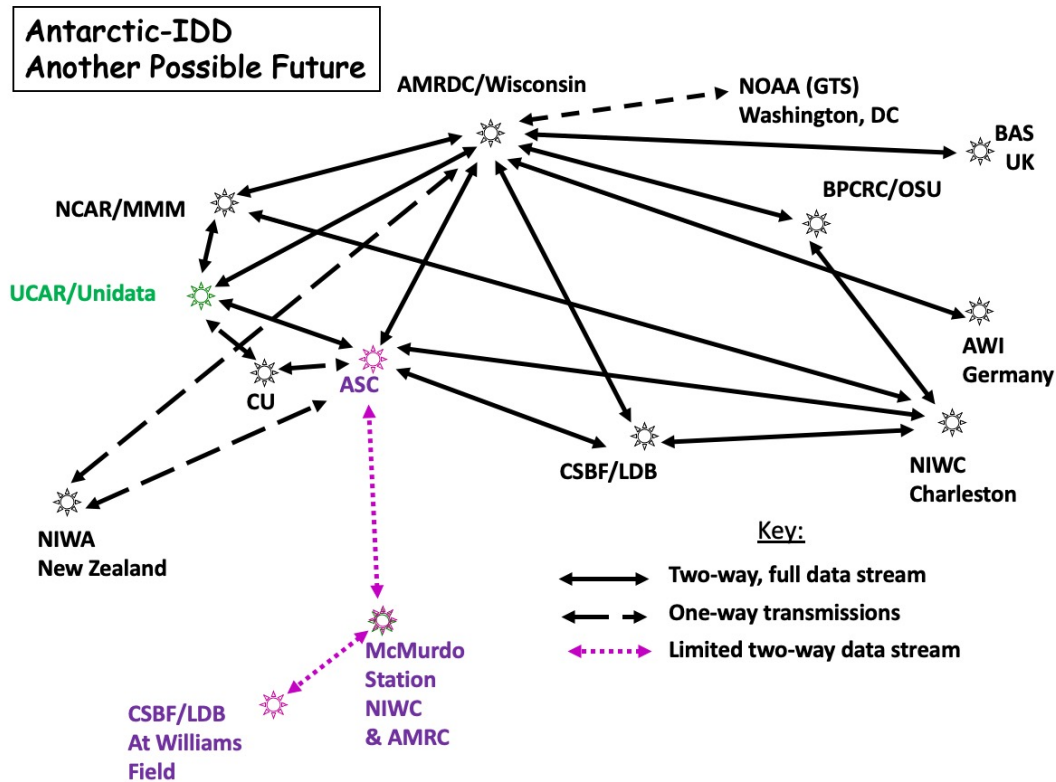 Antarctic-IDD
Another Possible Future
AMRDC/Wisconsin
NOAA (GTS)
Washington, DC
BAS
UK
BPCRC/OSU
NCAR/MMM
UCAR/Unidata
AWI
Germany
CU
ASC
CSBF/LDB
NIWC
Charleston
NIWA
New Zealand
Key:
Two-way, full data stream
One-way transmissions
Limited two-way data stream
McMurdo
Station
NIWC
& AMRC
CSBF/LDB
At Williams
Field